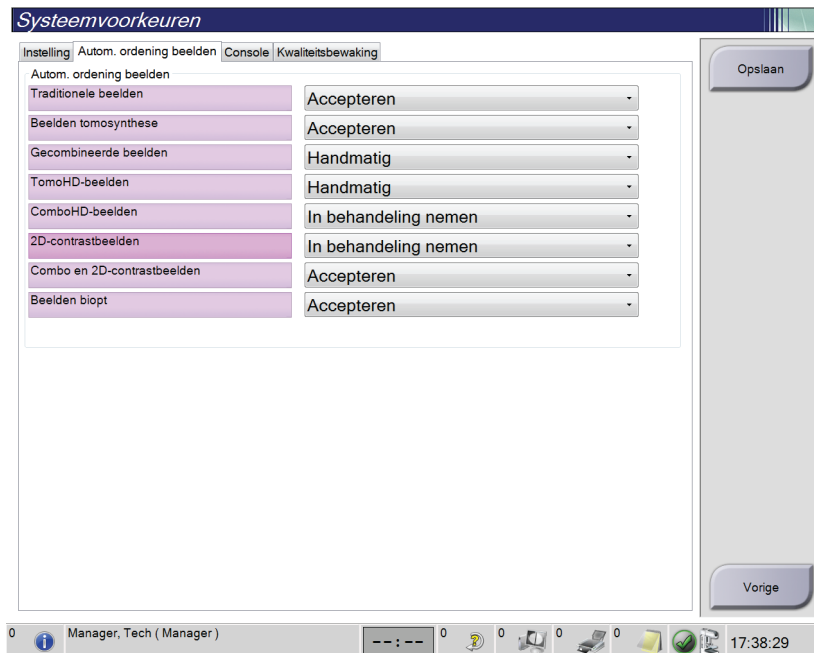 Systeemvoorkeuren
Instelling Autom. ordening beelden Console Kwaliteitsbewaking
Opslaan
Autom. ordening beelden
Traditionele beelden Accepteren
Beelden tomosynthese Accepteren
Gecombineerde beelden Handmatig
TomoHD-beelden Handmatig
ComboHD-beelden In behandeling nemen
2D-contrastbeelden In behandeling nemen
Combo en 2D-contrastbeelden Accepteren
Beelden biopt Accepteren
Vorige
0 Manager, Tech ( Manager ) --:-- 0 0 0 0 17:38:29